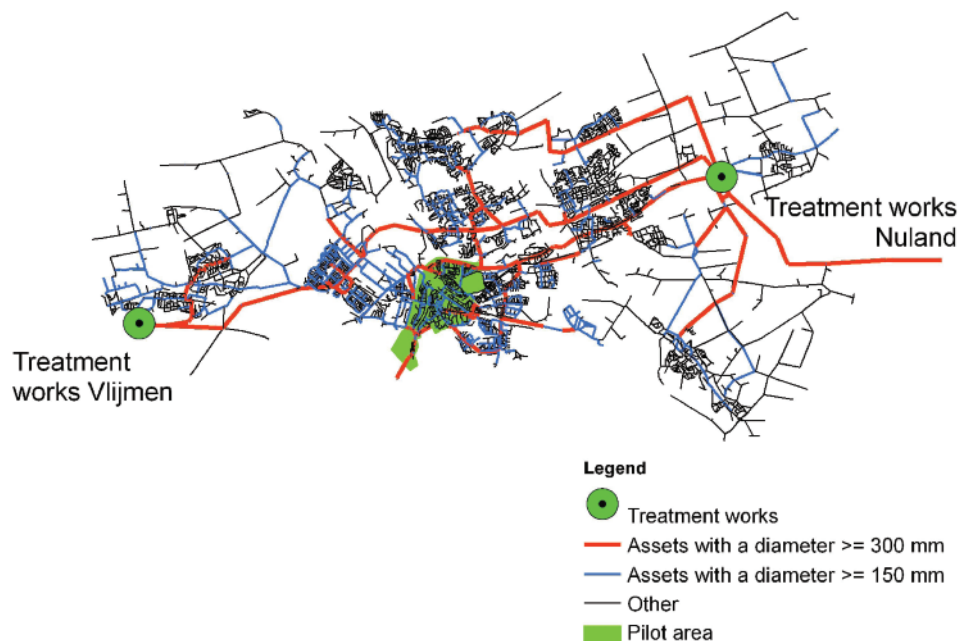 Treatment works
Nuland
Treatment
works Vlijmen
Legend
Treatment works
Assets with a diameter >= 300 mm
Assets with a diameter >= 150 mm
Other
Pilot area